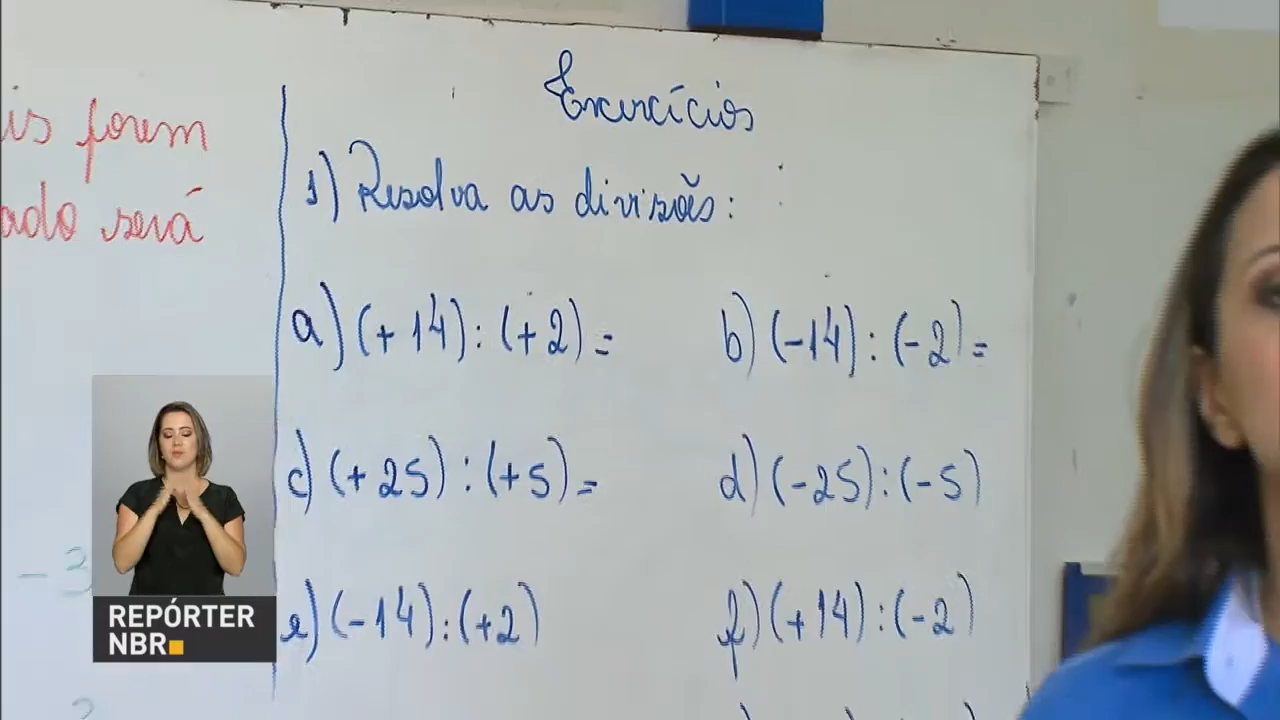 is forem
ado será
Exercícios
1) Resolva as divisões:
a) (+14) : (+2) =
b) (-14) : (-2) =
c) (+25) : (+5) =
d) (-25) : (-5)
e) (-14) : (+2)
f) (+14) : (-2)
-3
REPÓRTER
NBR